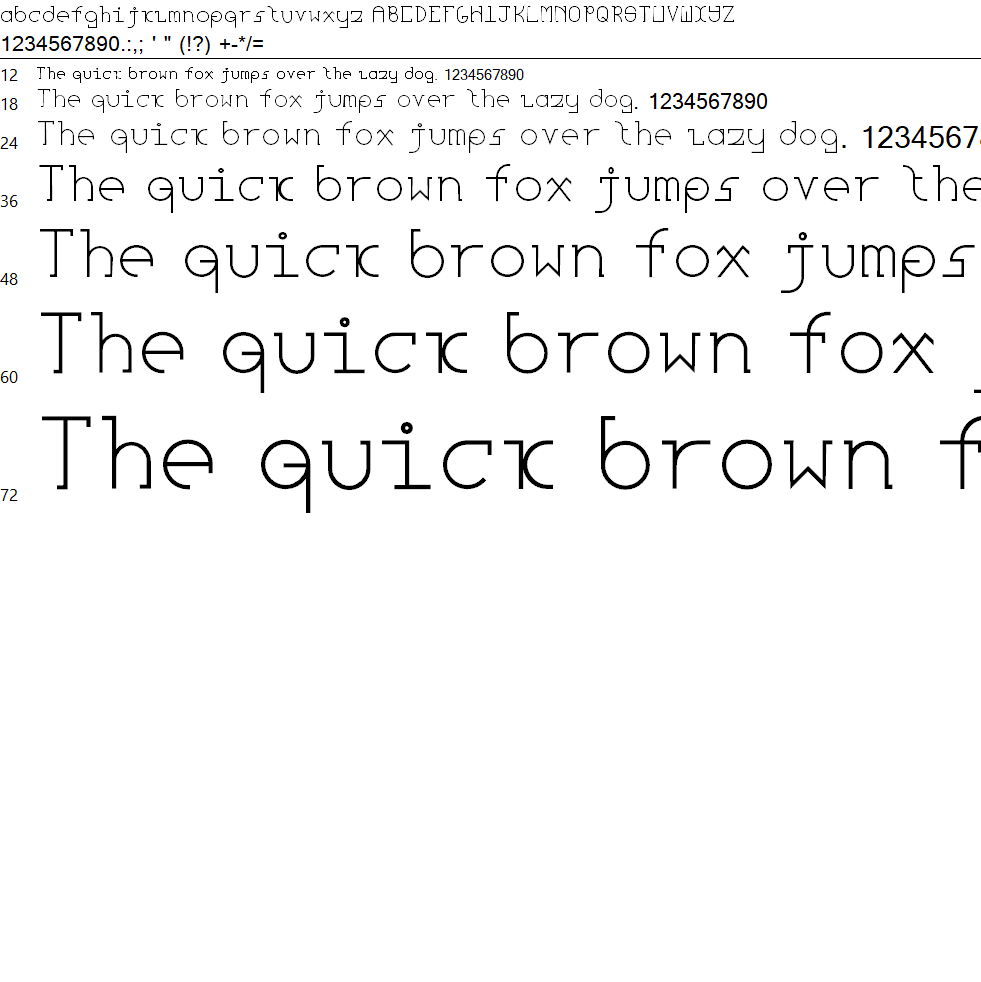 abcdefghijklmnopqrstuvwxyz ABCDEFGHIJKLMNOPQRSTUVWXYZ
1234567890.:,; ' " (!?) +-*/=
12 The quick brown fox jumps over the lazy dog. 1234567890
18 The quick brown fox jumps over the lazy dog. 1234567890
24 The quick brown fox jumps over the lazy dog. 1234567
36 The quick brown fox jumps over the
48 The quick brown fox jumps
60 The quick brown fox
72 The quick brown f